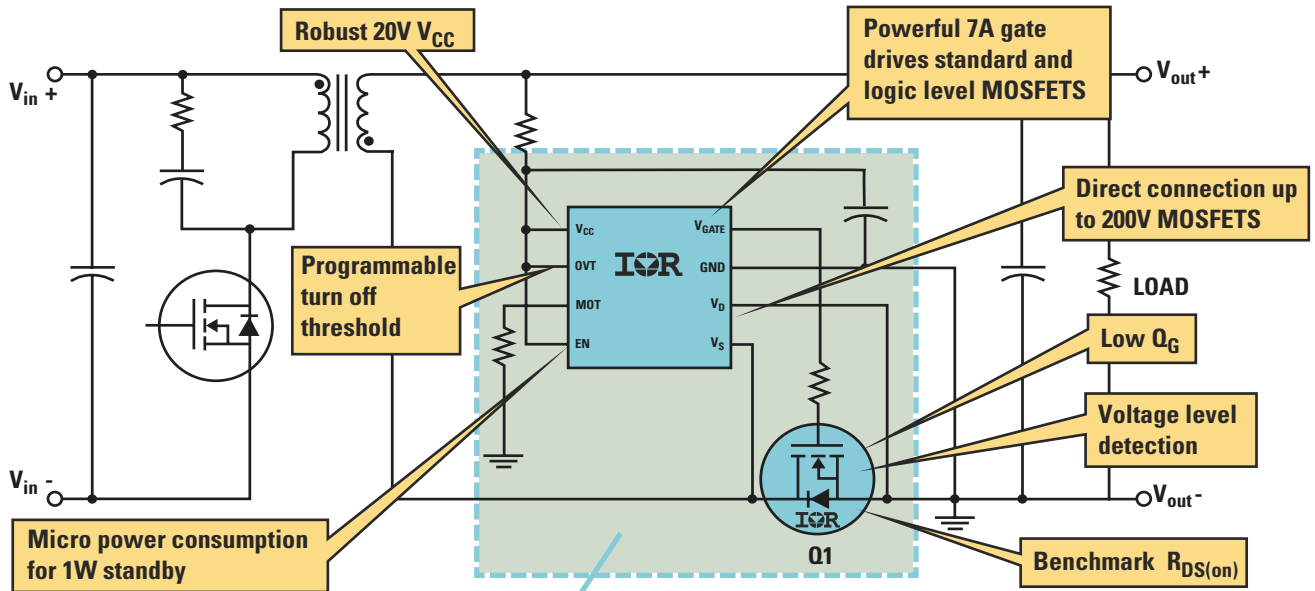 Robust 20V VCC
Powerful 7A gate
drives standard and
logic level MOSFETS
Vin +
Vout+
Direct connection up
to 200V MOSFETS
VCC
VGATE
IOR
OVT
GND
MOT
VD
EN
VS
Programmable
turn off
threshold
LOAD
Low QG
Voltage level
detection
Vin -
Vout-
IOR
Q1
Micro power consumption
for 1W standby
Benchmark RDS(on)